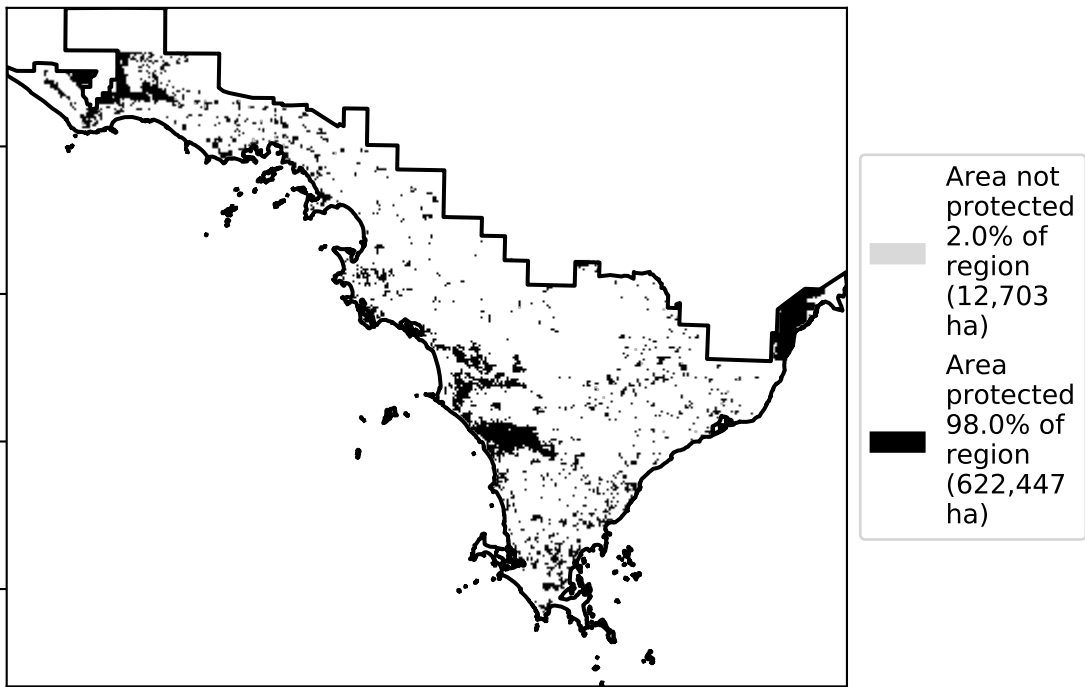 Area not
protected
2.0% of
region
(12,703
ha)
Area
protected
98.0% of
region
(622,447
ha)